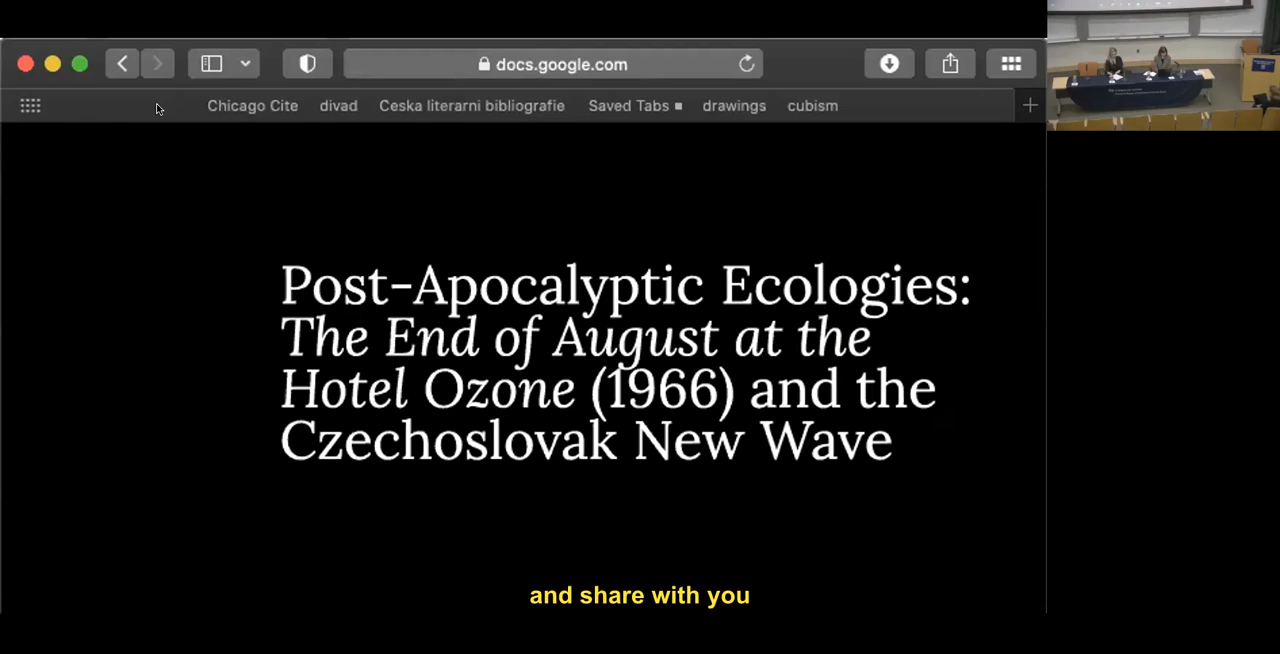 docs.google.com
Chicago Cite divad Ceska literarni bibliografie Saved Tabs drawings cubism
Post-Apocalyptic Ecologies:
The End of August at the
Hotel Ozone (1966) and the
Czechoslovak New Wave
and share with you